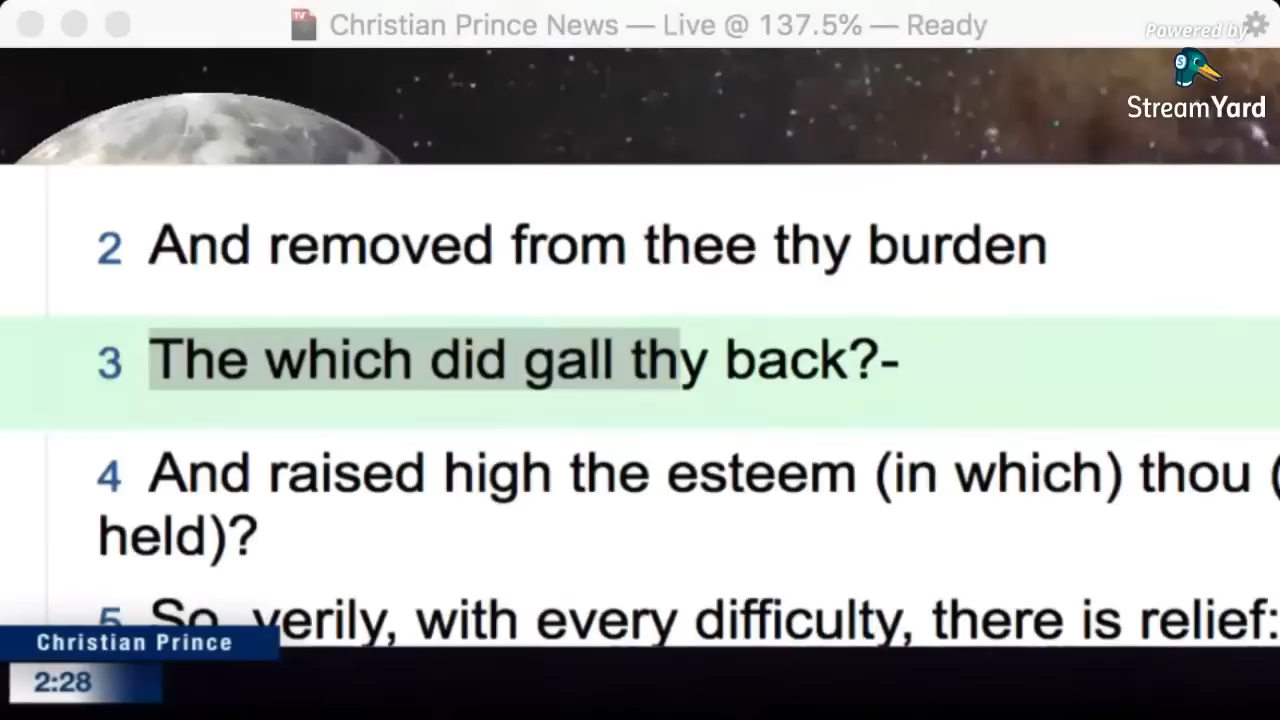 TV Christian Prince News — Live @ 137.5% — Ready
Powered by
S
StreamYard
2 And removed from thee thy burden
3 The which did gall thy back?-
4 And raised high the esteem (in which) thou (
held)?
5 So, verily, with every difficulty, there is relief:
Christian Prince
2:28